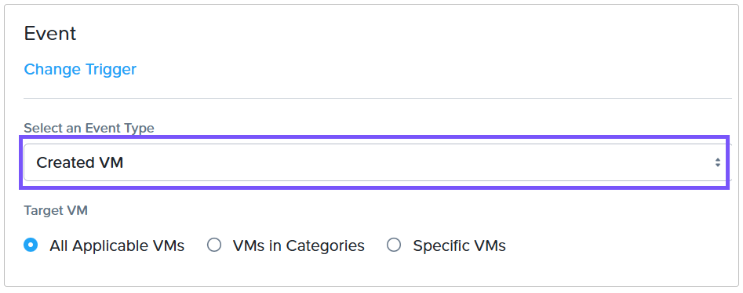 Event
Change Trigger
Select an Event Type
Created VM
Target VM
All Applicable VMs VMs in Categories Specific VMs